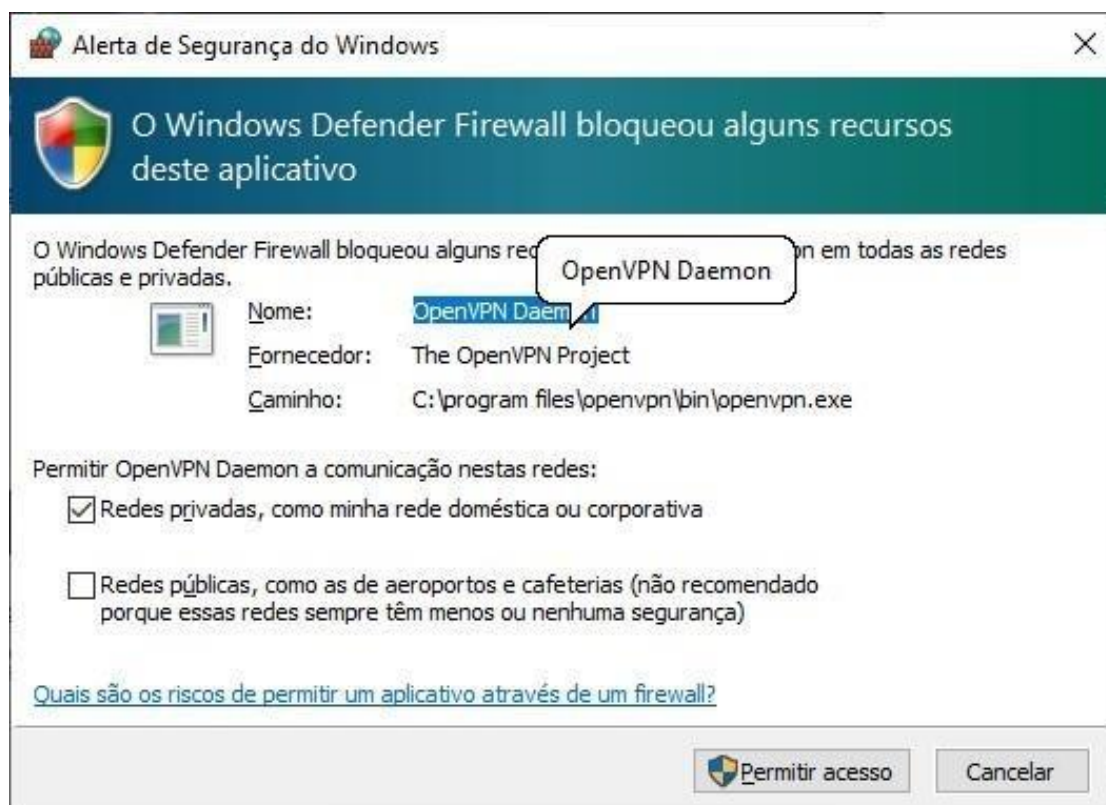 Alerta de Segurança do Windows
O Windows Defender Firewall bloqueou alguns recursos
deste aplicativo
O Windows Defender Firewall bloqueou alguns em todas as redes
públicas e privadas.
OpenVPN Daemon
Nome: OpenVPN Daemon
Fornecedor: The OpenVPN Project
Caminho: C:\program files\openvpn\bin\openvpn.exe
Permitir OpenVPN Daemon a comunicação nestas redes:
Redes privadas, como minha rede doméstica ou corporativa
Redes públicas, como as de aeroportos e cafeterias (não recomendado
porque essas redes sempre têm menos ou nenhuma segurança)
Quais são os riscos de permitir um aplicativo através de um firewall?
Permitir acesso Cancelar